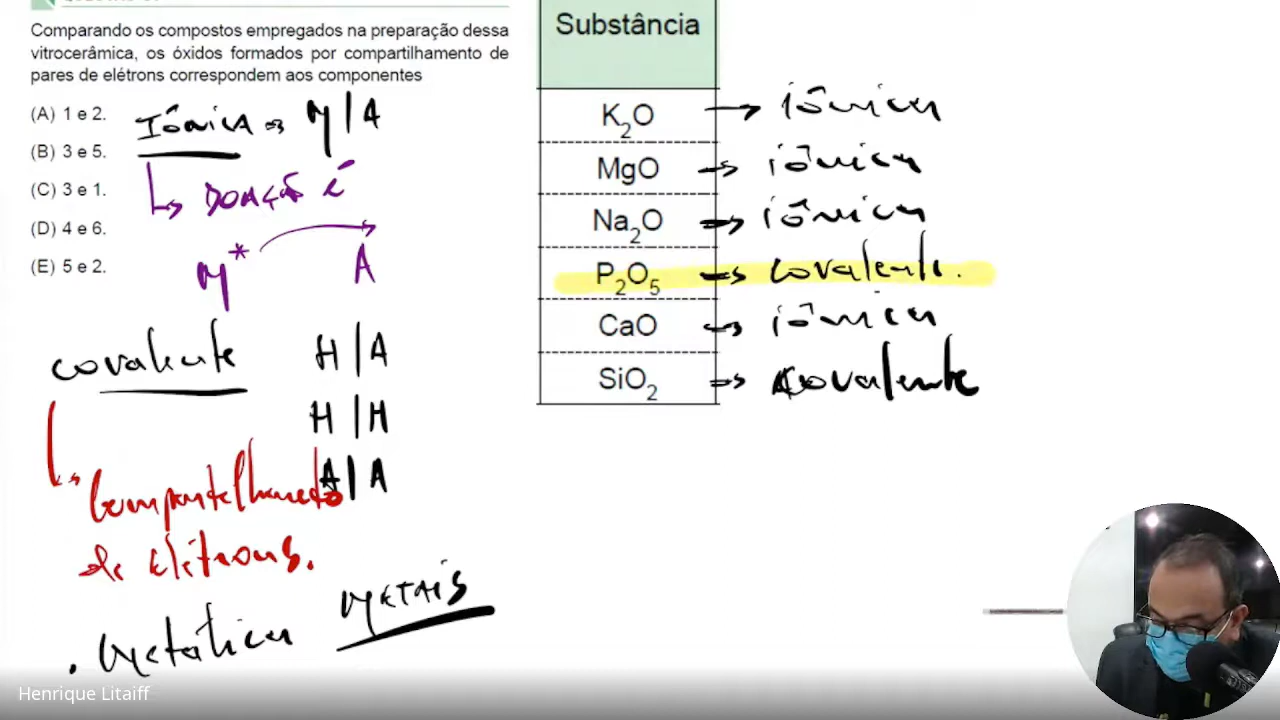 Comparando os compostos empregados na preparação dessa
vitrocerâmica, os óxidos formados por compartilhamento de
pares de elétrons correspondem aos componentes
(A) 1 e 2.
(B) 3 e 5.
(C) 3 e 1.
(D) 4 e 6.
(E) 5 e 2.
Iônica => M | A
↳ DOAÇÃO é
M* A
covalente H | A
H | H
A | A
↳ Compartilhamento
de elétrons.
. Metálica METAIS
Substância
K₂O → iônica
MgO → iônica
Na₂O → iônica
P₂O₅ → covalente.
CaO → iônica
SiO₂ → covalente
Henrique Litaiff